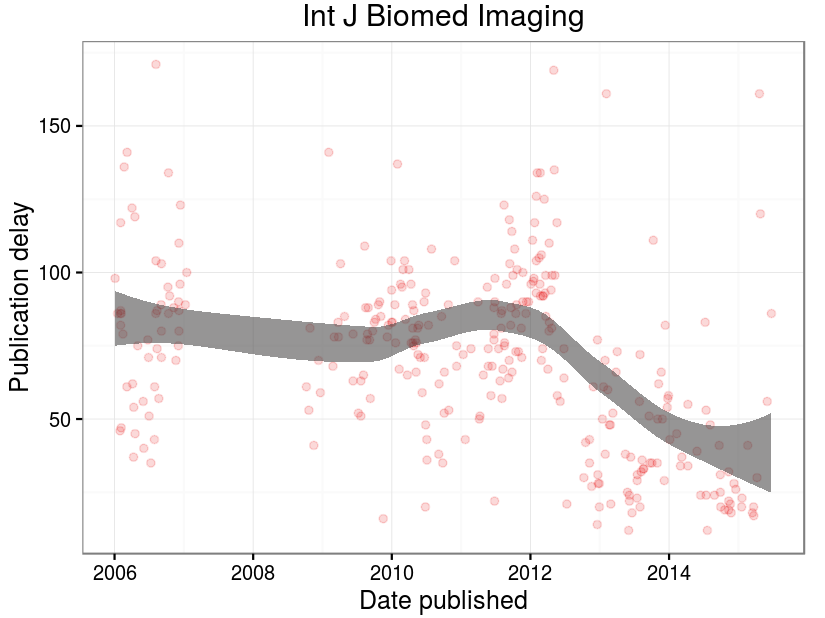 Int J Biomed Imaging
Publication delay
150
100
50
2006 2008 2010 2012 2014
Date published